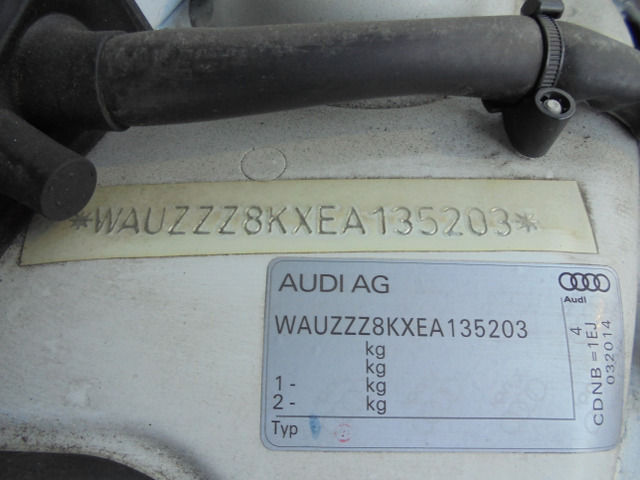 *WAUZZZ8KXEA135203*
AUDI AG
Audi
WAUZZZ8KXEA135203
kg
kg
1 - kg
2 - kg
Typ
4
CDNB =1EJ
032014